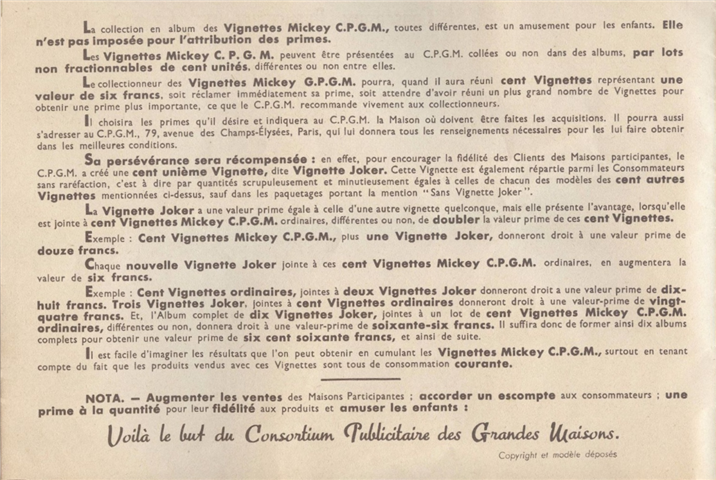 La collection en album des Vignettes Mickey C.P.G.M., toutes différentes, est un amusement pour les enfants. Elle
n'est pas imposée pour l'attribution des primes.
Les Vignettes Mickey C. P. G. M. peuvent être présentées au C.P.G.M. collées ou non dans des albums, par lots
non fractionnables de cent unités, différentes ou non entre elles.
Le collectionneur des Vignettes Mickey G.P.G.M. pourra, quand il aura réuni cent Vignettes représentant une
valeur de six francs, soit réclamer immédiatement sa prime, soit attendre d'avoir réuni un plus grand nombre de Vignettes pour
obtenir une prime plus importante, ce que le C.P.G.M. recommande vivement aux collectionneurs.
Il choisira les primes qu'il désire et indiquera au C.P.G.M. la Maison où doivent être faites les acquisitions. Il pourra aussi
s'adresser au C.P.G.M., 79, avenue des Champs-Élysées, Paris, qui lui donnera tous les renseignements nécessaires pour les lui faire obtenir
dans les meilleures conditions.
Sa persévérance sera récompensée : en effet, pour encourager la fidélité des Clients des Maisons participantes, le
C.P.G.M. a créé une cent unième Vignette, dite Vignette Joker. Cette Vignette est également répartie parmi les Consommateurs
sans raréfaction, c'est à dire par quantités scrupuleusement et minutieusement égales à celles de chacun des modèles des cent autres
Vignettes mentionnées ci-dessus, sauf dans les paquetages portant la mention "Sans Vignette Joker".
La Vignette Joker a une valeur prime égale à celle d'une autre vignette quelconque, mais elle présente l'avantage, lorsqu'elle
est jointe à cent Vignettes Mickey C.P.G.M. ordinaires, différentes ou non, de doubler la valeur prime de ces cent Vignettes.
Exemple : Cent Vignettes Mickey C.P.G.M., plus une Vignette Joker, donneront droit à une valeur prime de
douze francs.
Chaque nouvelle Vignette Joker jointe à ces cent Vignettes Mickey C.P.G.M. ordinaires, en augmentera la
valeur de six francs.
Exemple : Cent Vignettes ordinaires, jointes à deux Vignettes Joker donneront droit a une valeur prime de dix-
huit francs. Trois Vignettes Joker. jointes à cent Vignettes ordinaires donneront droit à une valeur-prime de vingt-
quatre francs. Et, l'Album complet de dix Vignettes Joker, jointes à un lot de cent Vignettes Mickey C.P.G.M.
ordinaires, différentes ou non, donnera droit à une valeur-prime de soixante-six francs. Il suffira donc de former ainsi dix albums
complets pour obtenir une valeur prime de six cent soixante francs, et ainsi de suite.
Il est facile d'imaginer les résultats que l'on peut obtenir en cumulant les Vignettes Mickey C.P.G.M., surtout en tenant
compte du fait que les produits vendus avec ces Vignettes sont tous de consommation courante.
NOTA. — Augmenter les ventes des Maisons Participantes ; accorder un escompte aux consommateurs ; une
prime à la quantité pour leur fidélité aux produits et amuser les enfants :
Voilà le but du Consortium Publicitaire des Grandes Maisons.
Copyright et modèle déposés